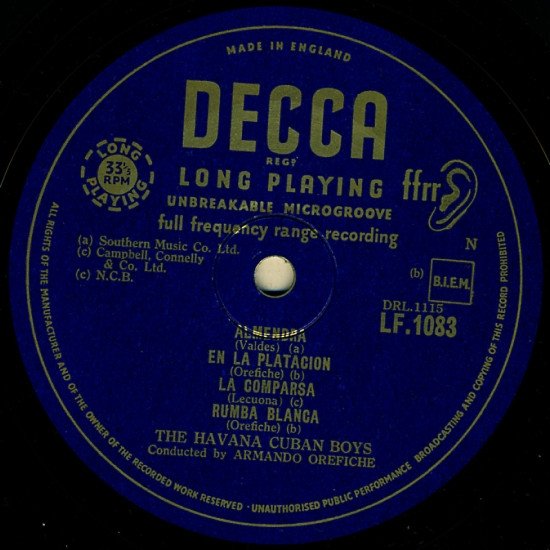 MADE IN ENGLAND
DECCA
REGD
LONG PLAYING
UNBREAKABLE MICROGROOVE
full frequency range recording
LONG
33⅓
RPM
PLAYING
ffrr
(a) Southern Music Co. Ltd.
(c) Campbell, Connelly
& Co. Ltd.
(c) N.C.B.
N
(b) B.I.E.M.
DRL.1115
LF.1083
ALMENDRA
(Valdes) (a)
EN LA PLATACION
(Orefiche) (b)
LA COMPARSA
(Lecuona) (c)
RUMBA BLANCA
(Orefiche) (b)
THE HAVANA CUBAN BOYS
Conducted by ARMANDO OREFICHE
ALL RIGHTS OF THE MANUFACTURER AND OF THE OWNER OF THE RECORDED WORK RESERVED · UNAUTHORISED PUBLIC PERFORMANCE BROADCASTING AND COPYING OF THIS RECORD PROHIBITED